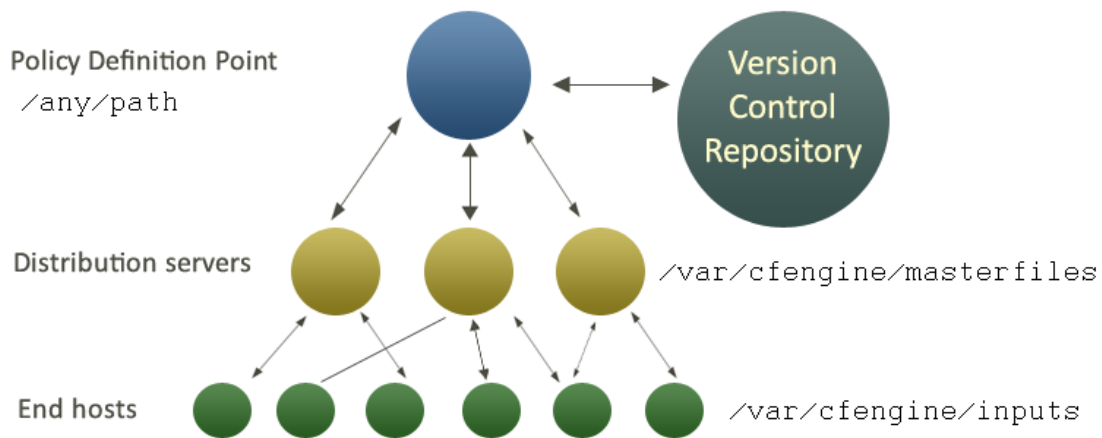 Policy Definition Point
/any/path
Version
Control
Repository
Distribution servers
/var/cfengine/masterfiles
End hosts
/var/cfengine/inputs